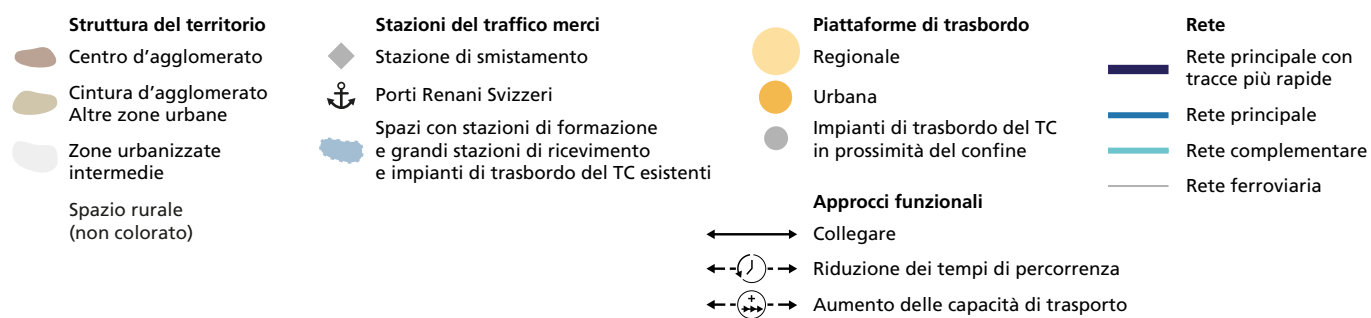 Struttura del territorio
Centro d'agglomerato
Cintura d'agglomerato
Altre zone urbane
Zone urbanizzate
intermedie
Spazio rurale
(non colorato)
Stazioni del traffico merci
Stazione di smistamento
Porti Renani Svizzeri
Spazi con stazioni di formazione
e grandi stazioni di ricevimento
e impianti di trasbordo del TC esistenti
Piattaforme di trasbordo
Regionale
Urbana
Impianti di trasbordo del TC
in prossimità del confine
Approcci funzionali
Collegare
Riduzione dei tempi di percorrenza
Aumento delle capacità di trasporto
Rete
Rete principale con
tracce più rapide
Rete principale
Rete complementare
Rete ferroviaria